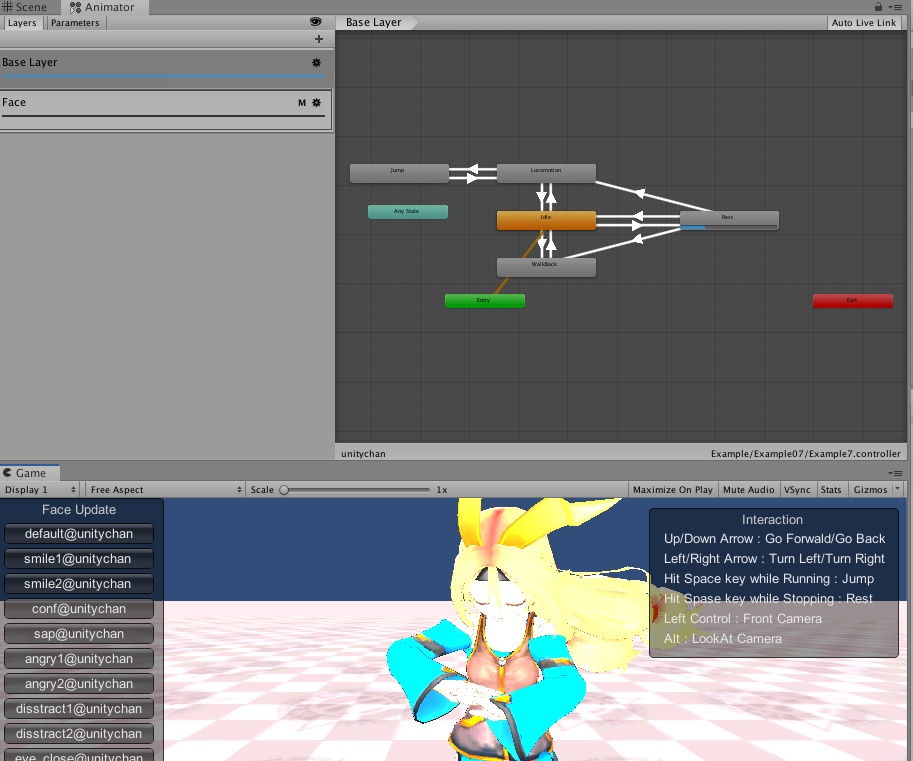 Scene
Animator
Layers Parameters
Base Layer
Auto Live Link
+
Base Layer
Face M
Jump
Locomotion
Any State
Idle
Rest
WalkBack
Entry
Exit
unitychan
Example/Example07/Example7.controller
Game
Display 1 Free Aspect Scale 1x Maximize On Play Mute Audio VSync Stats Gizmos
Face Update
default@unitychan
smile1@unitychan
smile2@unitychan
conf@unitychan
sap@unitychan
angry1@unitychan
angry2@unitychan
disstract1@unitychan
disstract2@unitychan
eye_close@unitychan
Interaction
Up/Down Arrow : Go Forwald/Go Back
Left/Right Arrow : Turn Left/Turn Right
Hit Space key while Running : Jump
Hit Spase key while Stopping : Rest
Left Control : Front Camera
Alt : LookAt Camera